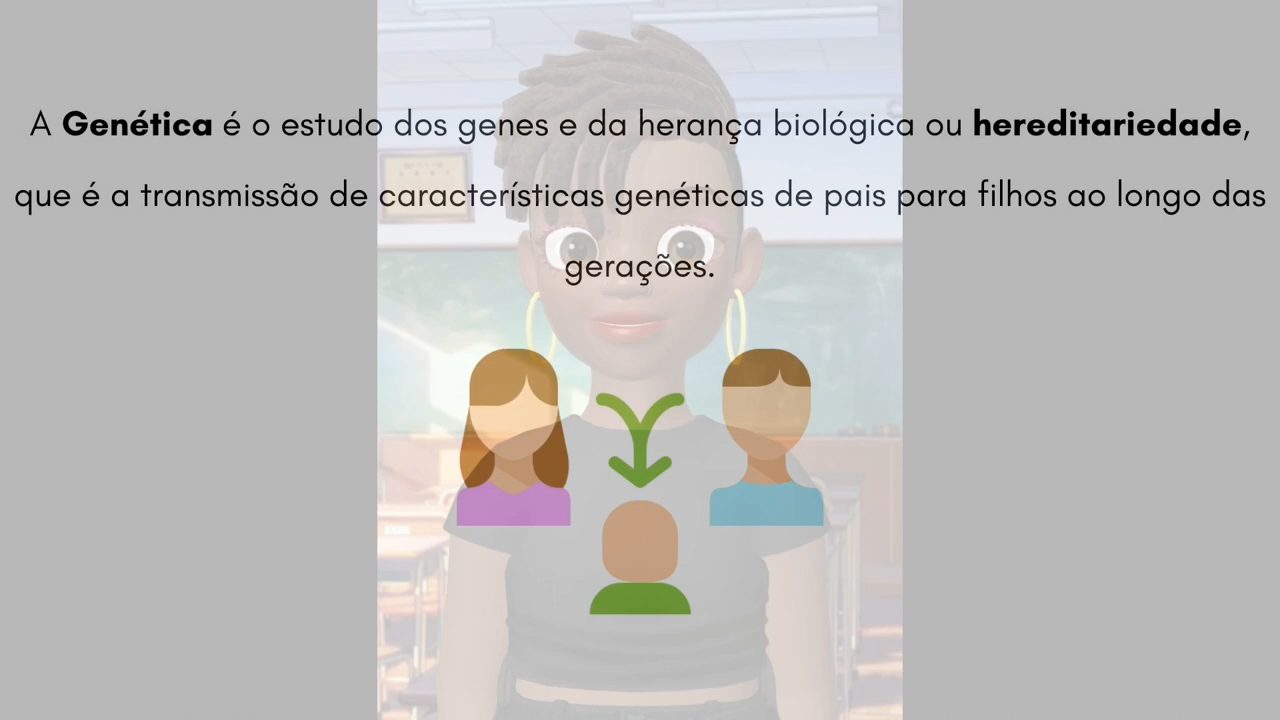 A Genética é o estudo dos genes e da herança biológica ou hereditariedade,
que é a transmissão de características genéticas de pais para filhos ao longo das
gerações.